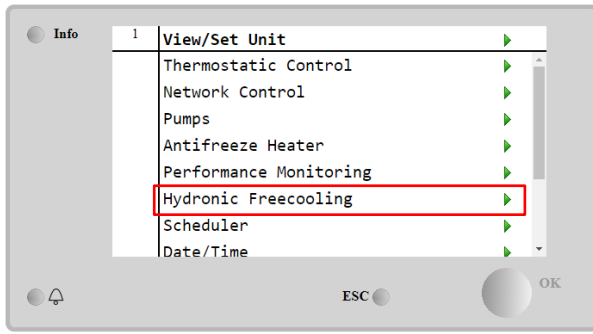 Info
1 View/Set Unit
Thermostatic Control
Network Control
Pumps
Antifreeze Heater
Performance Monitoring
Hydronic Freecooling
Scheduler
Date/Time
ESC
OK